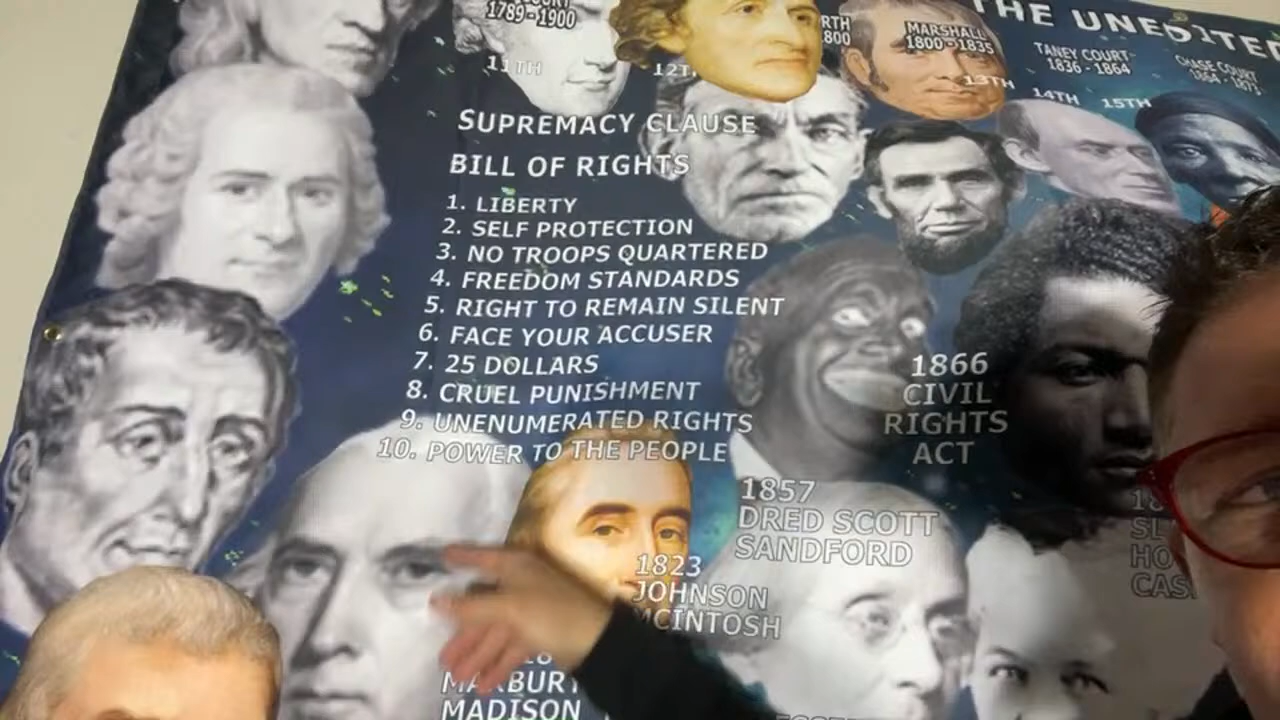 THE UNEDITED
1789-1900
MARSHALL
1800-1835
TANEY COURT
1836 - 1864
CHASE COURT
1864 - 1873
11TH
13TH
14TH
15TH
SUPREMACY CLAUSE
BILL OF RIGHTS
1. LIBERTY
2. SELF PROTECTION
3. NO TROOPS QUARTERED
4. FREEDOM STANDARDS
5. RIGHT TO REMAIN SILENT
6. FACE YOUR ACCUSER
7. 25 DOLLARS
8. CRUEL PUNISHMENT
9. UNENUMERATED RIGHTS
10. POWER TO THE PEOPLE
1866
CIVIL
RIGHTS
ACT
1857
DRED SCOTT
SANDFORD
1823
JOHNSON
MCINTOSH
MARBURY
MADISON